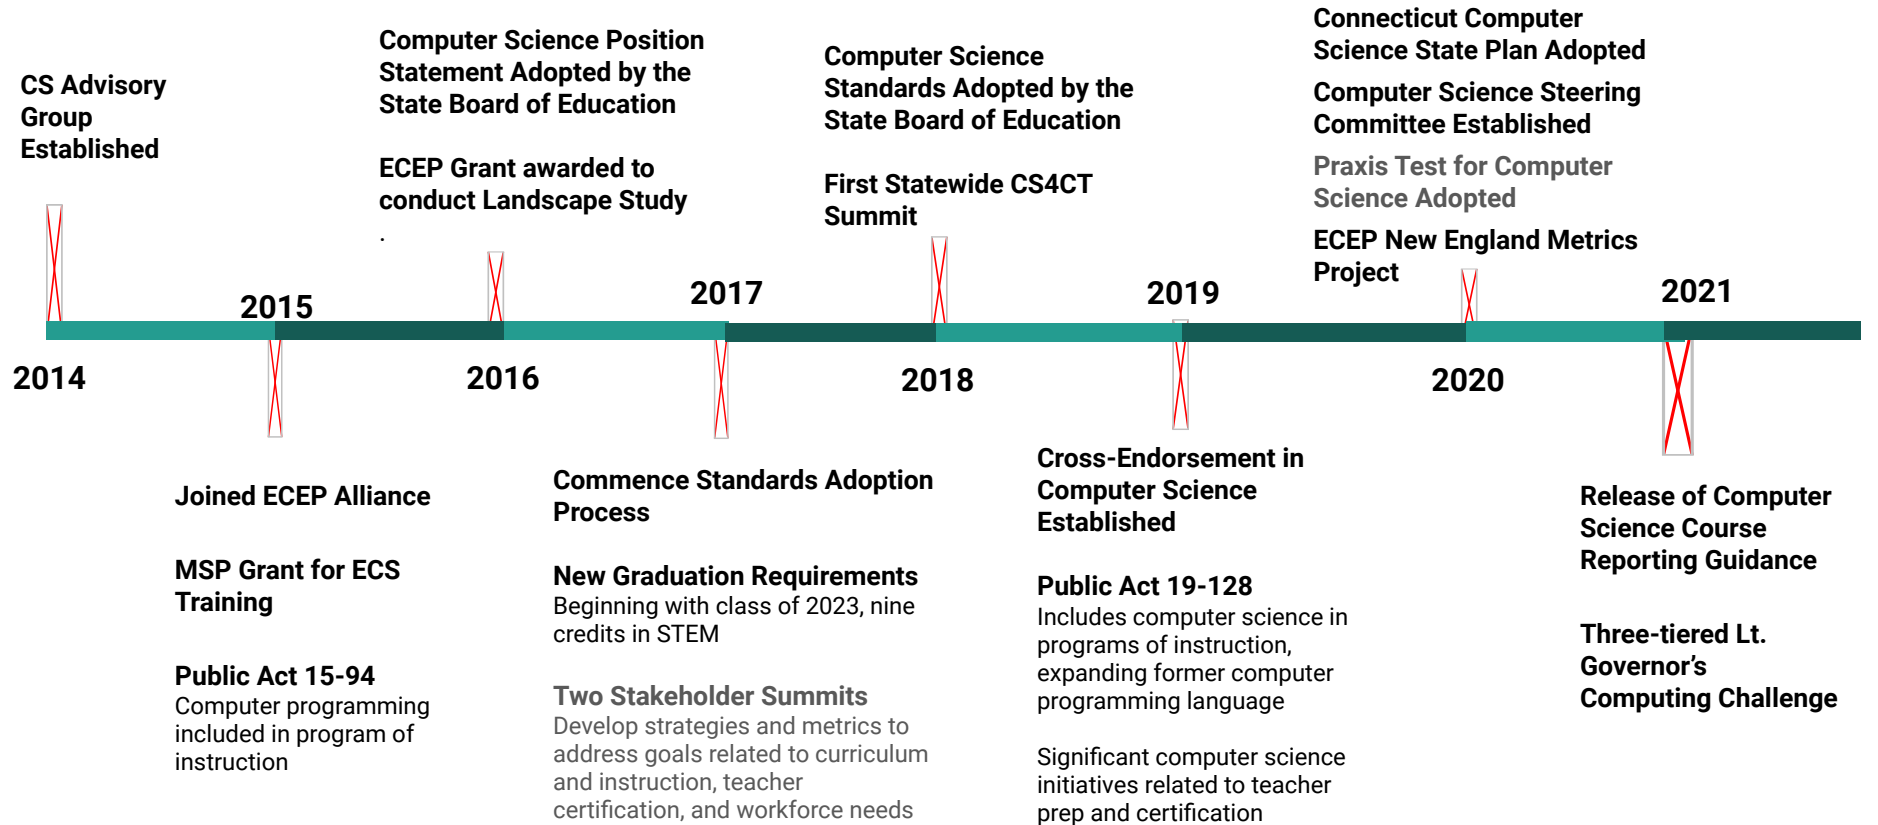 CS Advisory
Group
Established
2014
2015
Joined ECEP Alliance
MSP Grant for ECS
Training
Public Act 15-94
Computer programming
included in program of
instruction
Computer Science Position
Statement Adopted by the
State Board of Education
ECEP Grant awarded to
conduct Landscape Study
.
2016
2017
Commence Standards Adoption
Process
New Graduation Requirements
Beginning with class of 2023, nine
credits in STEM
Two Stakeholder Summits
Develop strategies and metrics to
address goals related to curriculum
and instruction, teacher
certification, and workforce needs
Computer Science
Standards Adopted by the
State Board of Education
First Statewide CS4CT
Summit
2018
2019
Cross-Endorsement in
Computer Science
Established
Public Act 19-128
Includes computer science in
programs of instruction,
expanding former computer
programming language
Significant computer science
initiatives related to teacher
prep and certification
Connecticut Computer
Science State Plan Adopted
Computer Science Steering
Committee Established
Praxis Test for Computer
Science Adopted
ECEP New England Metrics
Project
2020
2021
Release of Computer
Science Course
Reporting Guidance
Three-tiered Lt.
Governor’s
Computing Challenge